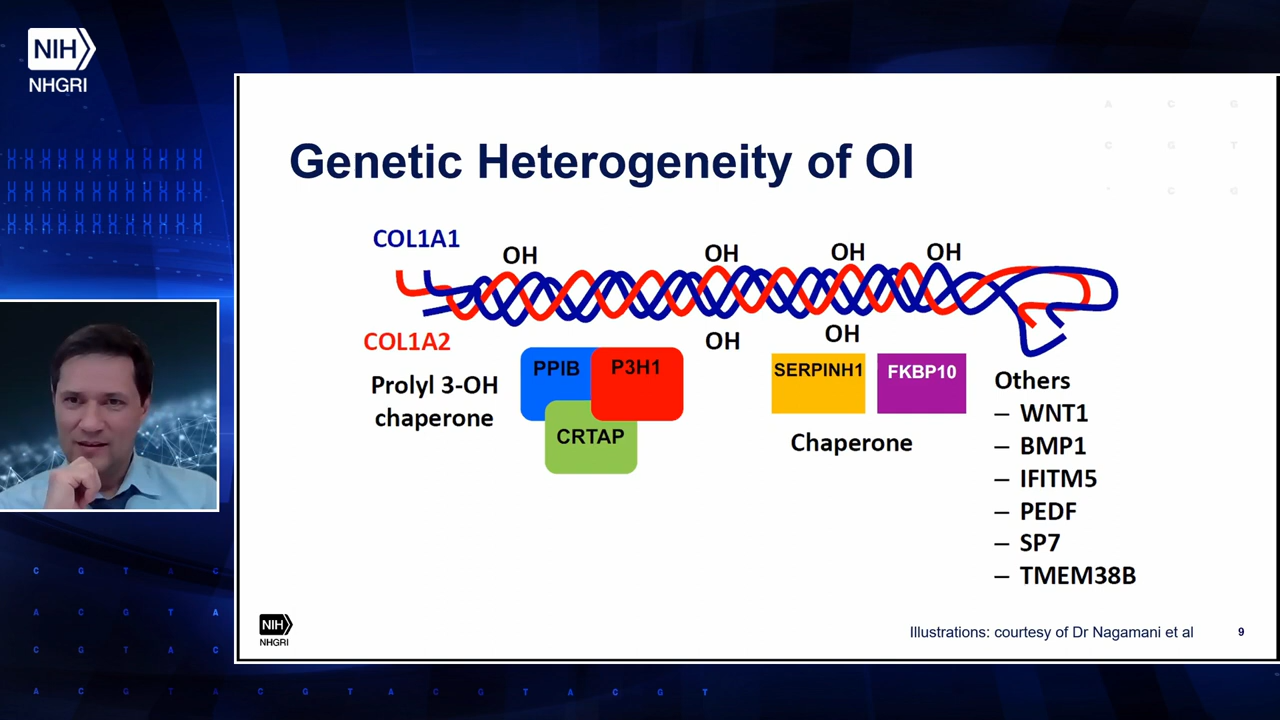 NIH
NHGRI
A C G
C G T
C G
Genetic Heterogeneity of OI
COL1A1
OH OH OH OH
COL1A2
OH OH
Prolyl 3-OH
chaperone
PPIB P3H1
CRTAP
SERPINH1 FKBP10
Chaperone
Others
– WNT1
– BMP1
– IFITM5
– PEDF
– SP7
– TMEM38B
NIH
NHGRI
Illustrations: courtesy of Dr Nagamani et al
9
C G T A C
A C G T A
C G T A C
A C G T A C G T A C G T A C G T